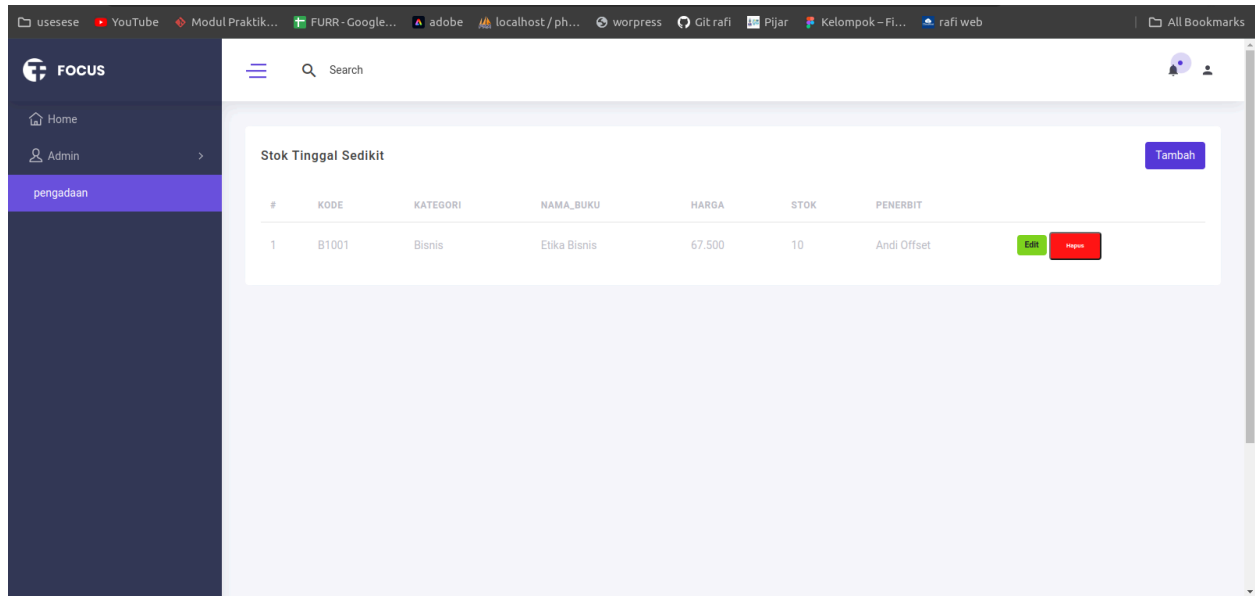 usesese YouTube Modul Praktik... FURR - Google... adobe localhost / ph... worpress Git rafi Pijar Kelompok – Fi... rafi web All Bookmarks
FOCUS Search
Home
Admin
pengadaan
Stok Tinggal Sedikit Tambah
# KODE KATEGORI NAMA_BUKU HARGA STOK PENERBIT
1 B1001 Bisnis Etika Bisnis 67.500 10 Andi Offset Edit Hapus